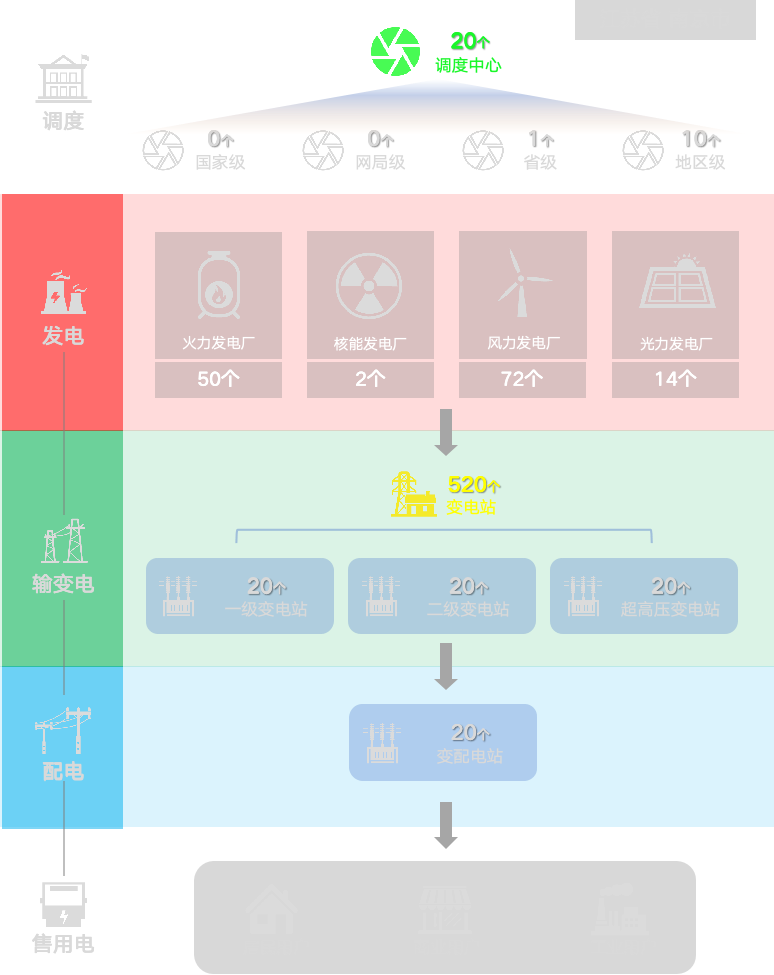 20个
调度中心
调度
0个
国家级
0个
网局级
1个
省级
10个
地区级
发电
火力发电厂
50个
核能发电厂
2个
风力发电厂
72个
光力发电厂
14个
520个
变电站
输变电
20个
一级变电站
20个
二级变电站
20个
超高压变电站
配电
20个
变配电站
售用电